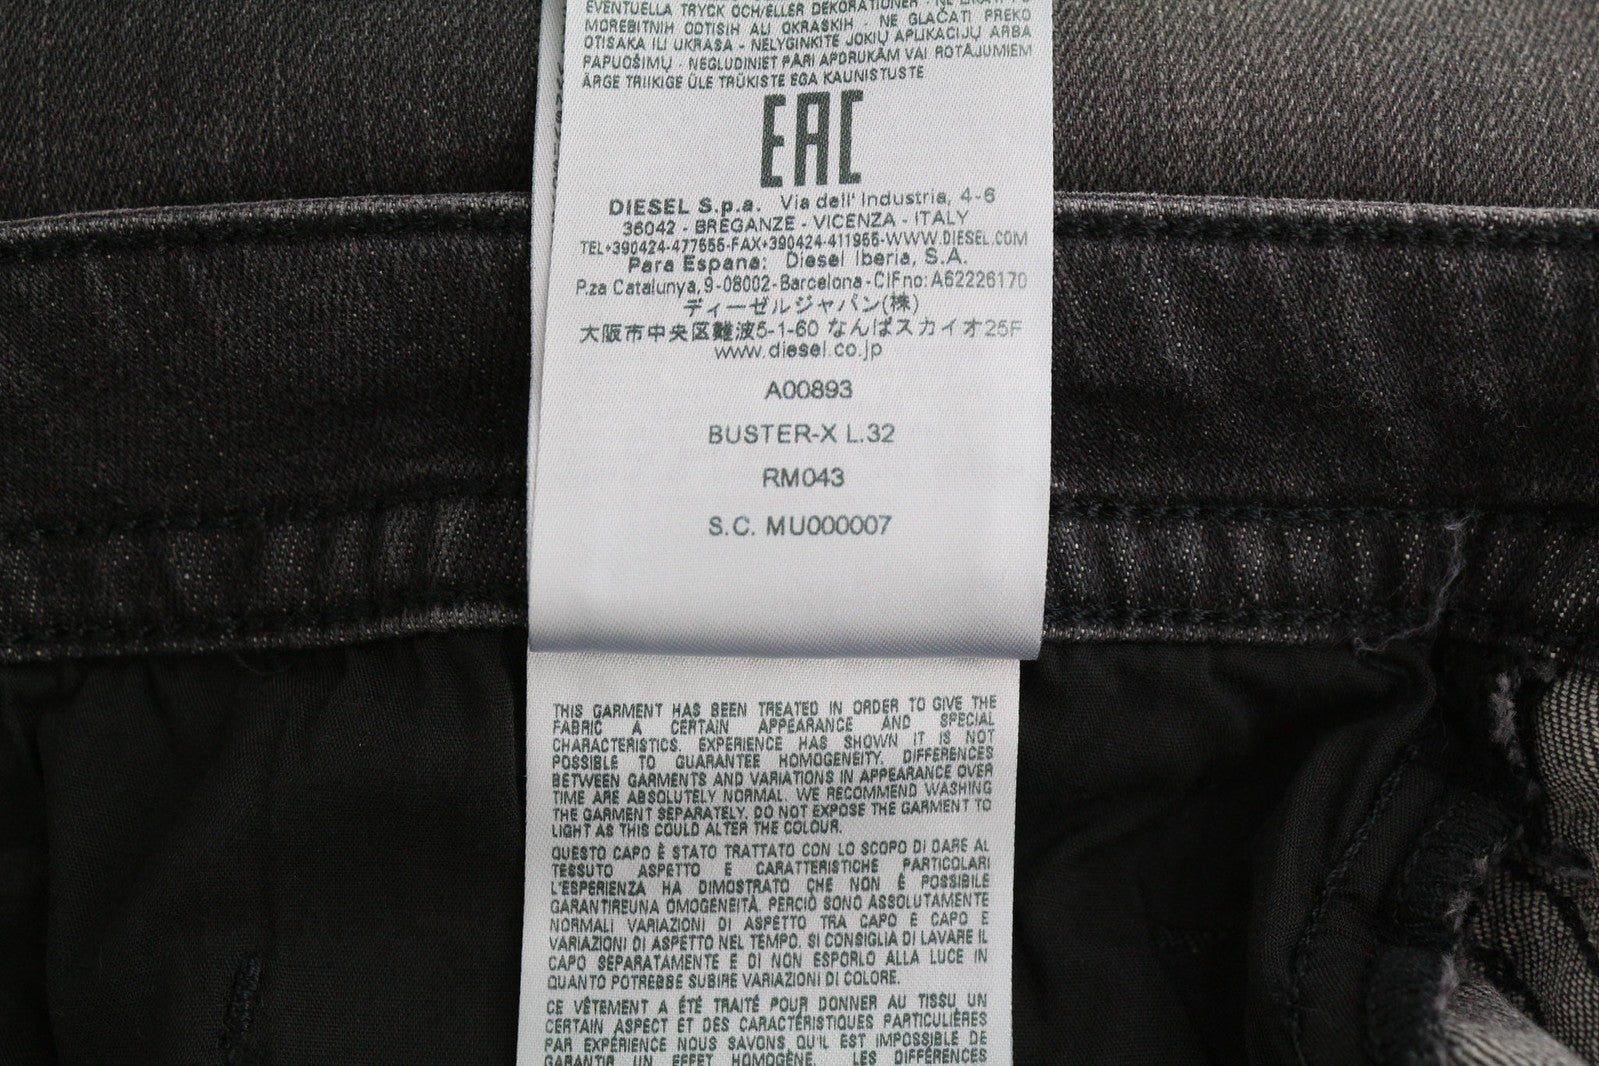 EVENTUELLA TRYCK OCH/ELLER DEKORATIONER - NE
MOREBITNIH ODTISIH ALI OKRASKIH - NE GLAČATI PREKO
OTISAKA ILI UKRASA - NELYGINKITE JOKIŲ APLIKACIJŲ ARBA
PAPUOŠIMŲ - NEGLUDINIET PĀRI APDRUKĀM VAI ROTĀJUMIEM
ÄRGE TRIIKIGE ÜLE TRÜKISTE EGA KAUNISTUSTE
EAC
DIESEL S.p.a. Via dell' Industria, 4-6
36042 - BREGANZE - VICENZA - ITALY
TEL+390424-477555-FAX+390424-411955-WWW.DIESEL.COM
Para Espana: Diesel Iberia, S.A.
P.za Catalunya, 9-08002-Barcelona-CIFno: A62226170
ディーゼルジャパン(株)
大阪市中央区難波5-1-60 なんばスカイオ25F
www.diesel.co.jp
A00893
BUSTER-X L.32
RM043
S.C. MU000007
THIS GARMENT HAS BEEN TREATED IN ORDER TO GIVE THE
FABRIC A CERTAIN APPEARANCE AND SPECIAL
CHARACTERISTICS. EXPERIENCE HAS SHOWN IT IS NOT
POSSIBLE TO GUARANTEE HOMOGENEITY. DIFFERENCES
BETWEEN GARMENTS AND VARIATIONS IN APPEARANCE OVER
TIME ARE ABSOLUTELY NORMAL. WE RECOMMEND WASHING
THE GARMENT SEPARATELY. DO NOT EXPOSE THE GARMENT TO
LIGHT AS THIS COULD ALTER THE COLOUR.
QUESTO CAPO È STATO TRATTATO CON LO SCOPO DI DARE AL
TESSUTO ASPETTO E CARATTERISTICHE PARTICOLARI
L'ESPERIENZA HA DIMOSTRATO CHE NON È POSSIBILE
GARANTIREUNA OMOGENEITÀ. PERCIÒ SONO ASSOLUTAMENTE
NORMALI VARIAZIONI DI ASPETTO TRA CAPO E CAPO E
VARIAZIONI DI ASPETTO NEL TEMPO. SI CONSIGLIA DI LAVARE IL
CAPO SEPARATAMENTE E DI NON ESPORLO ALLA LUCE IN
QUANTO POTREBBE SUBIRE VARIAZIONI DI COLORE.
CE VÊTEMENT A ÉTÉ TRAITÉ POUR DONNER AU TISSU UN
CERTAIN ASPECT ET DES CARACTÉRISTIQUES PARTICULIÈRES
PAR EXPÉRIENCE NOUS SAVONS QU'IL EST IMPOSSIBLE DE
GARANTIR UN EFFET HOMOGÈNE. LES DIFFÉRENCES